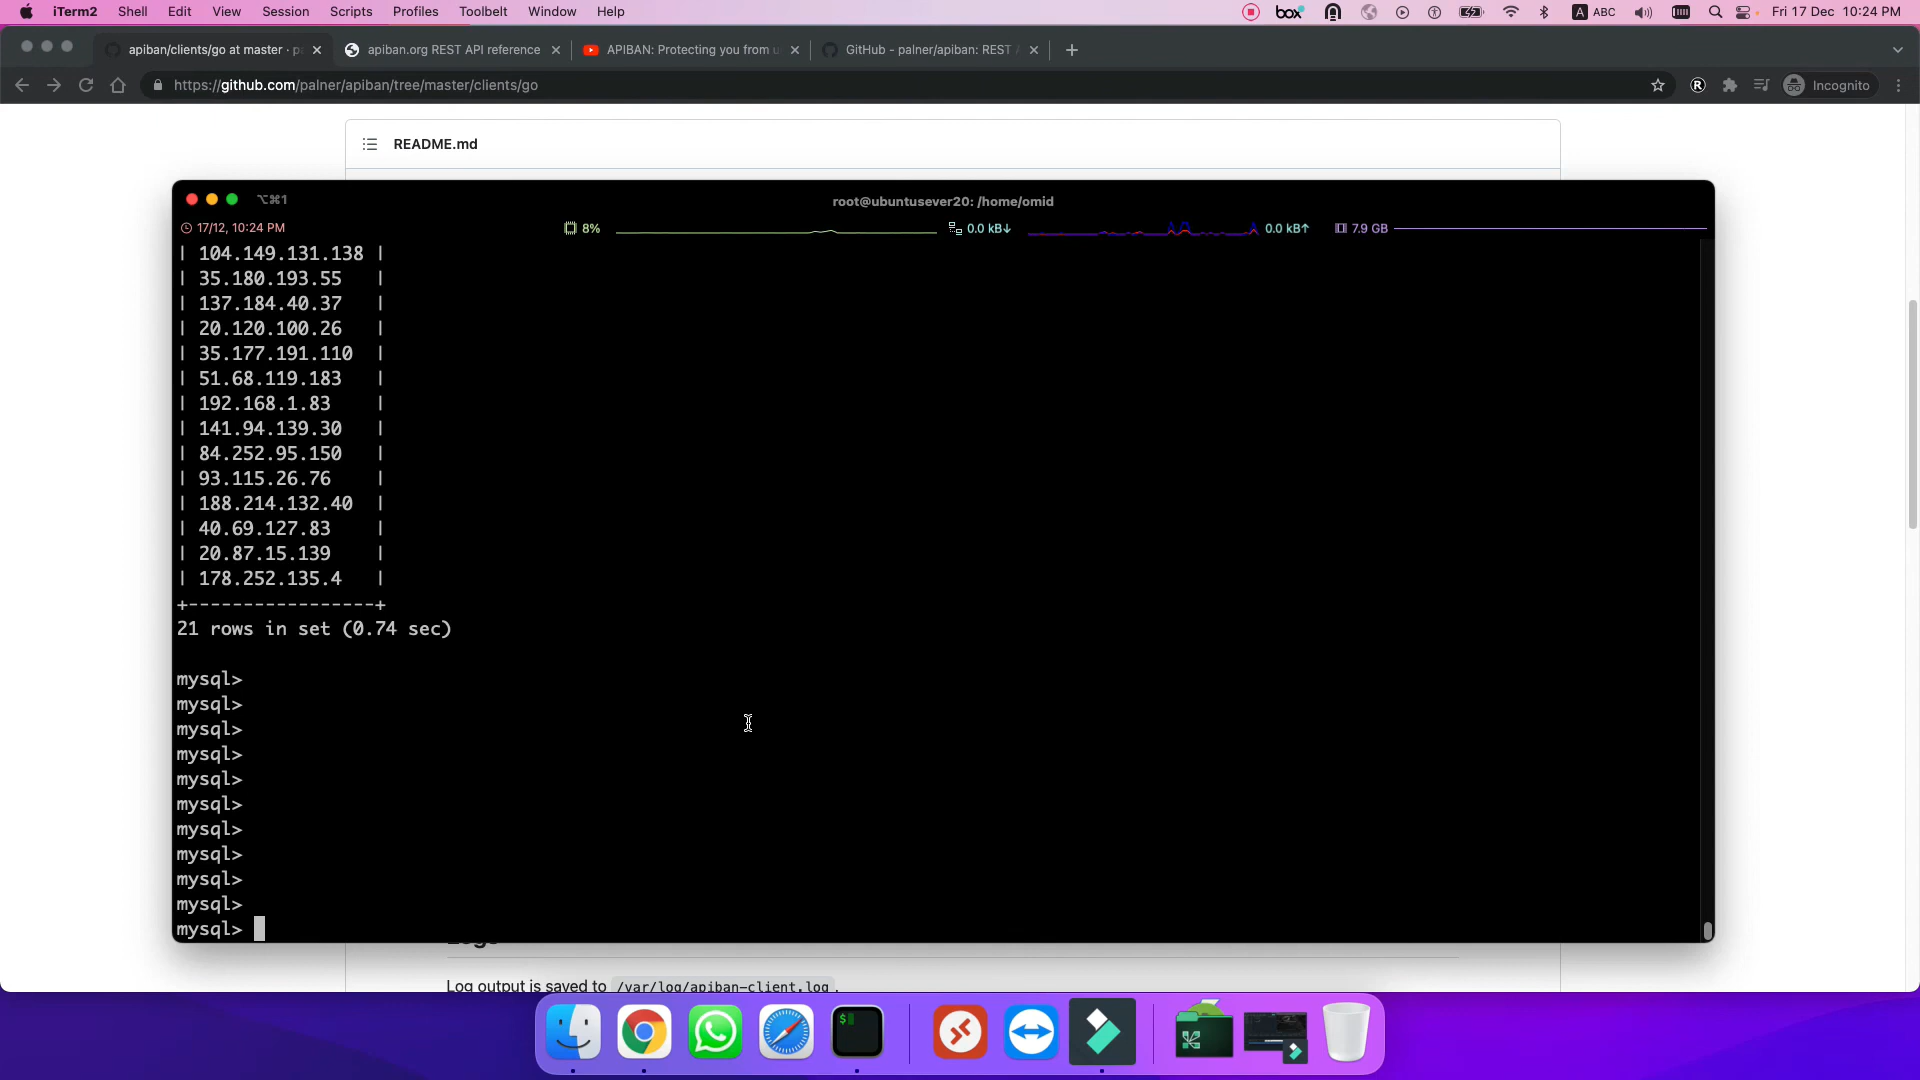 iTerm2 Shell Edit View Session Scripts Profiles Toolbelt Window Help box ABC Fri 17 Dec 10:24 PM
apiban/clients/go at master · p apiban.org REST API reference APIBAN: Protecting you from u GitHub - palner/apiban: REST A
https://github.com/palner/apiban/tree/master/clients/go Incognito
README.md
⌥⌘1 root@ubuntusever20: /home/omid
17/12, 10:24 PM 8% 0.0 kB↓ 0.0 kB↑ 7.9 GB
| 104.149.131.138 |
| 35.180.193.55 |
| 137.184.40.37 |
| 20.120.100.26 |
| 35.177.191.110 |
| 51.68.119.183 |
| 192.168.1.83 |
| 141.94.139.30 |
| 84.252.95.150 |
| 93.115.26.76 |
| 188.214.132.40 |
| 40.69.127.83 |
| 20.87.15.139 |
| 178.252.135.4 |
+-----------------+
21 rows in set (0.74 sec)
mysql>
mysql>
mysql>
mysql>
mysql>
mysql>
mysql>
mysql>
mysql>
mysql>
mysql>
Log output is saved to /var/log/apiban-client.log.